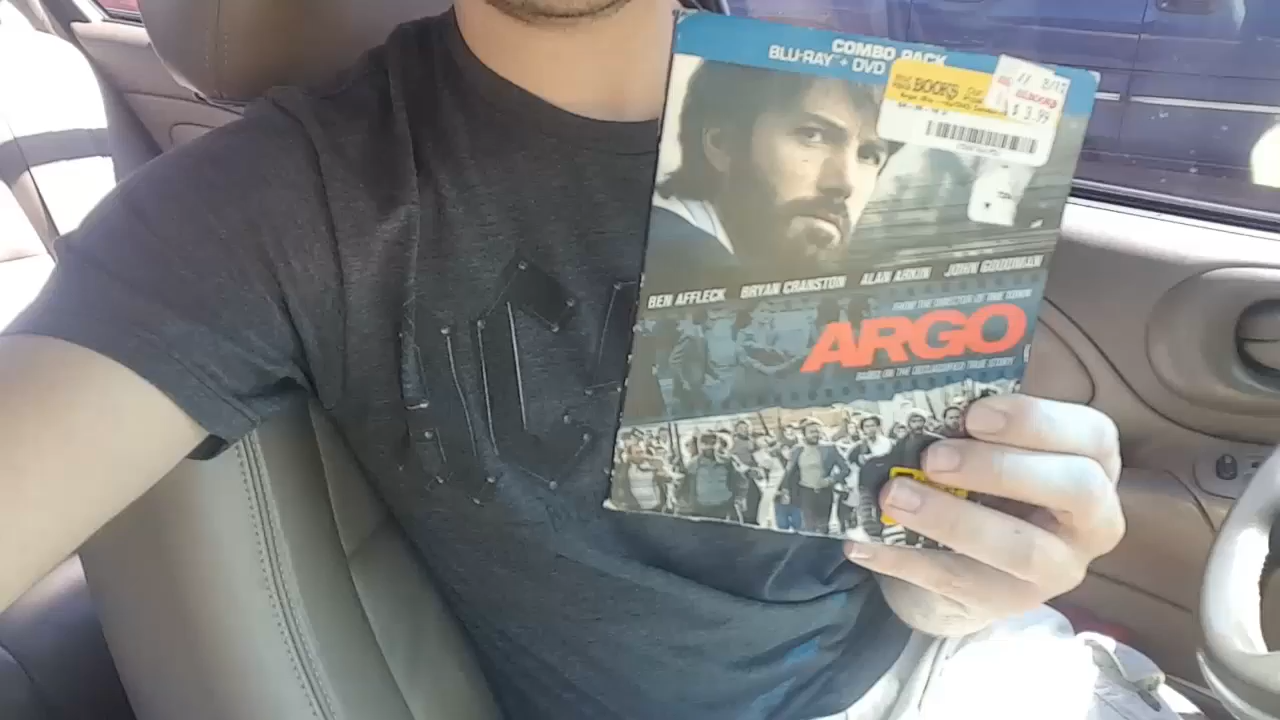 COMBO PACK
BLU-RAY + DVD
BOOKS
$ 3.99
BEN AFFLECK BRYAN CRANSTON ALAN ARKIN JOHN GOODMAN
FROM THE DIRECTOR OF THE TOWN
ARGO
BASED ON THE DECLASSIFIED TRUE STORY